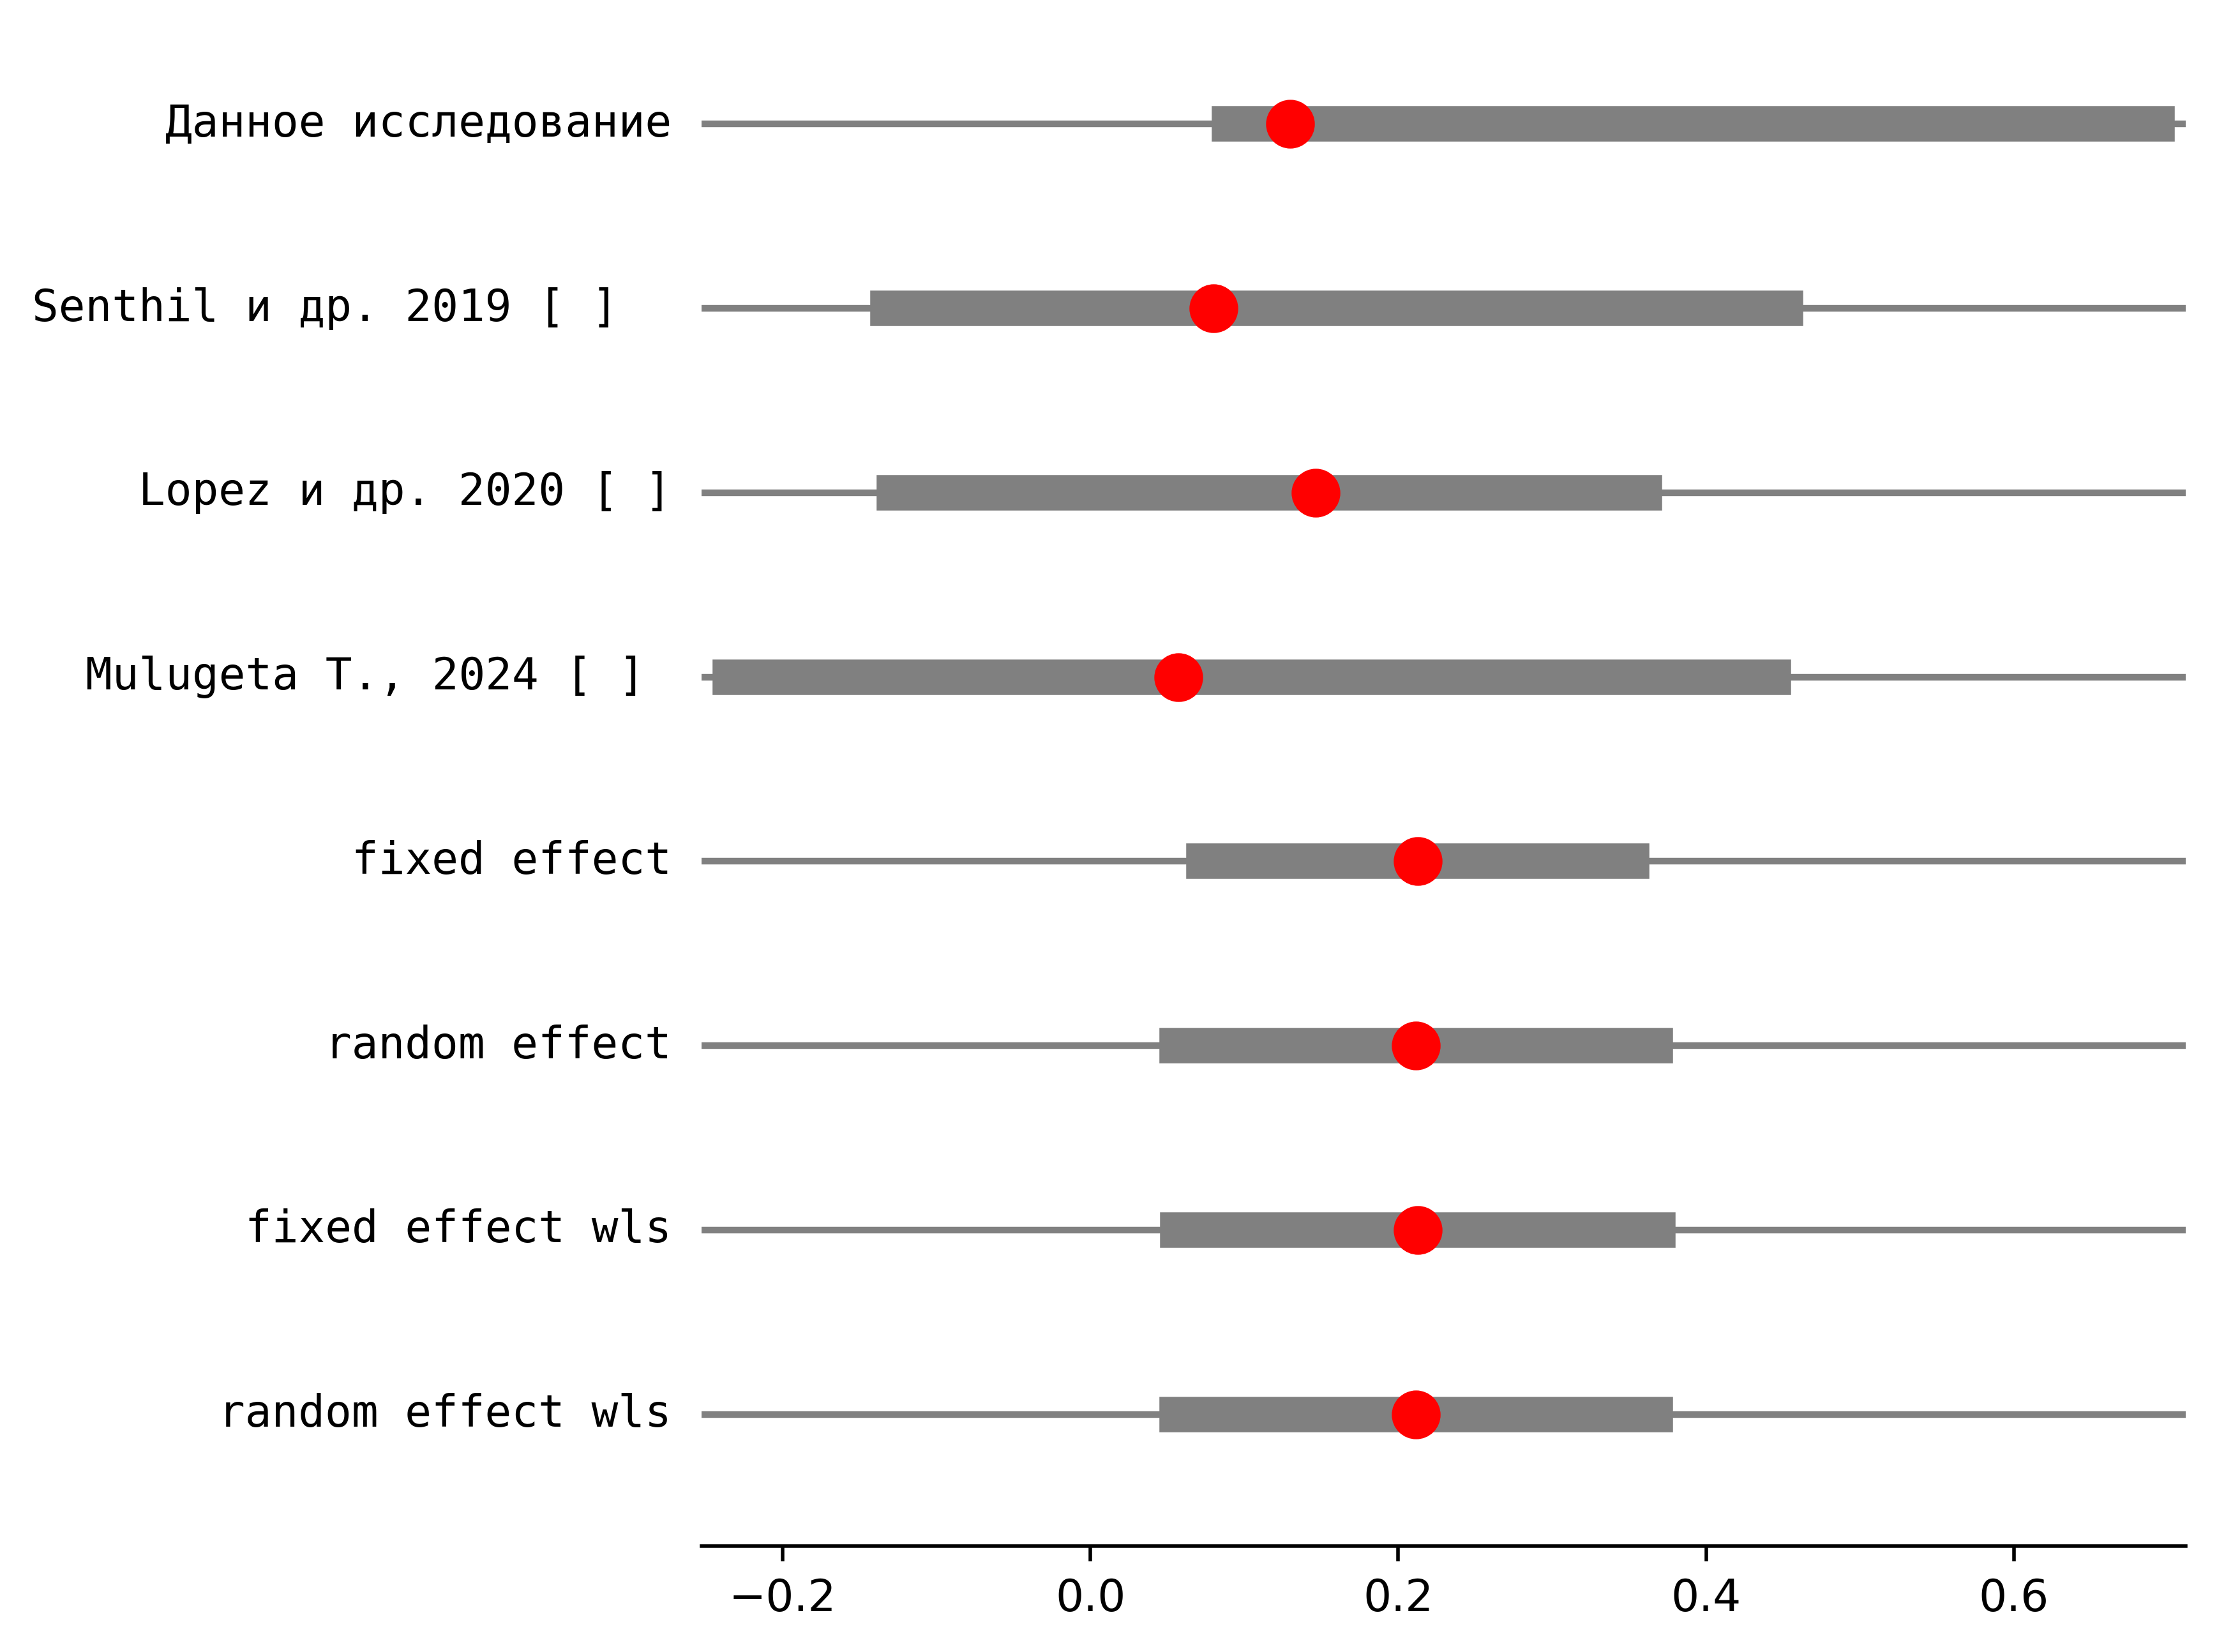 Данное исследование
Senthil и др. 2019 [ ]
Lopez и др. 2020 [ ]
Mulugeta T., 2024 [ ]
fixed effect
random effect
fixed effect wls
random effect wls
−0.2 0.0 0.2 0.4 0.6